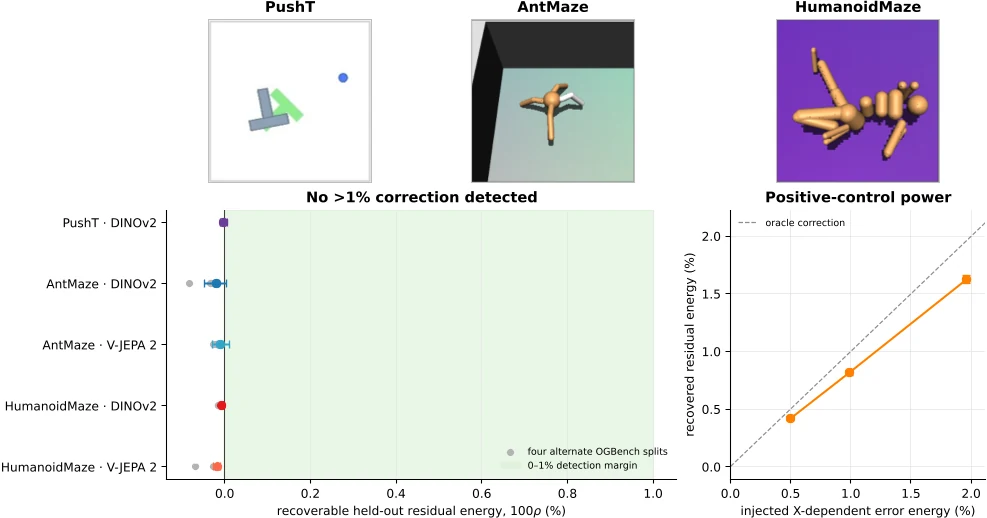 PushT
AntMaze
HumanoidMaze
No >1% correction detected
PushT · DINOv2
AntMaze · DINOv2
AntMaze · V-JEPA 2
HumanoidMaze · DINOv2
HumanoidMaze · V-JEPA 2
four alternate OGBench splits
0–1% detection margin
0.0 0.2 0.4 0.6 0.8 1.0
recoverable held-out residual energy, 100ρ (%)
Positive-control power
oracle correction
recovered residual energy (%)
2.0
1.5
1.0
0.5
0.0
0.0 0.5 1.0 1.5 2.0
injected X-dependent error energy (%)